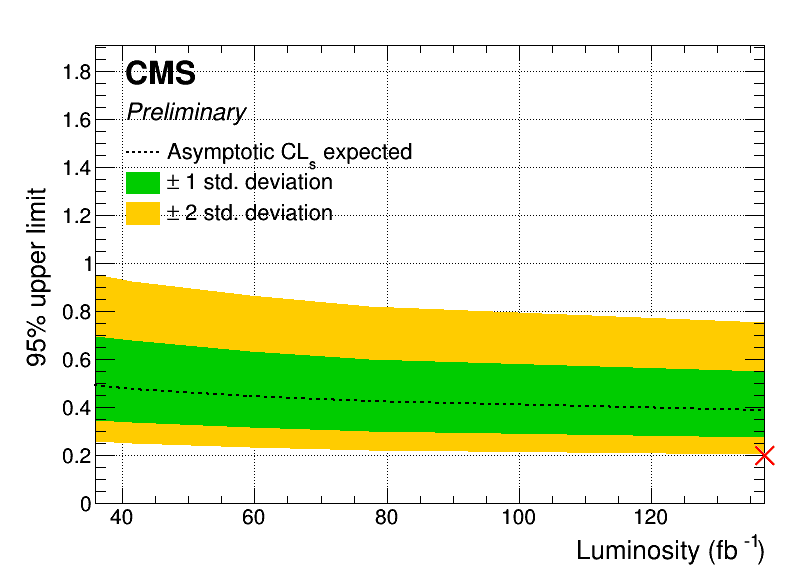 CMS
Preliminary
Asymptotic CLs expected
± 1 std. deviation
± 2 std. deviation
95% upper limit
1.8
1.6
1.4
1.2
1
0.8
0.6
0.4
0.2
0
40 60 80 100 120
Luminosity (fb -1)